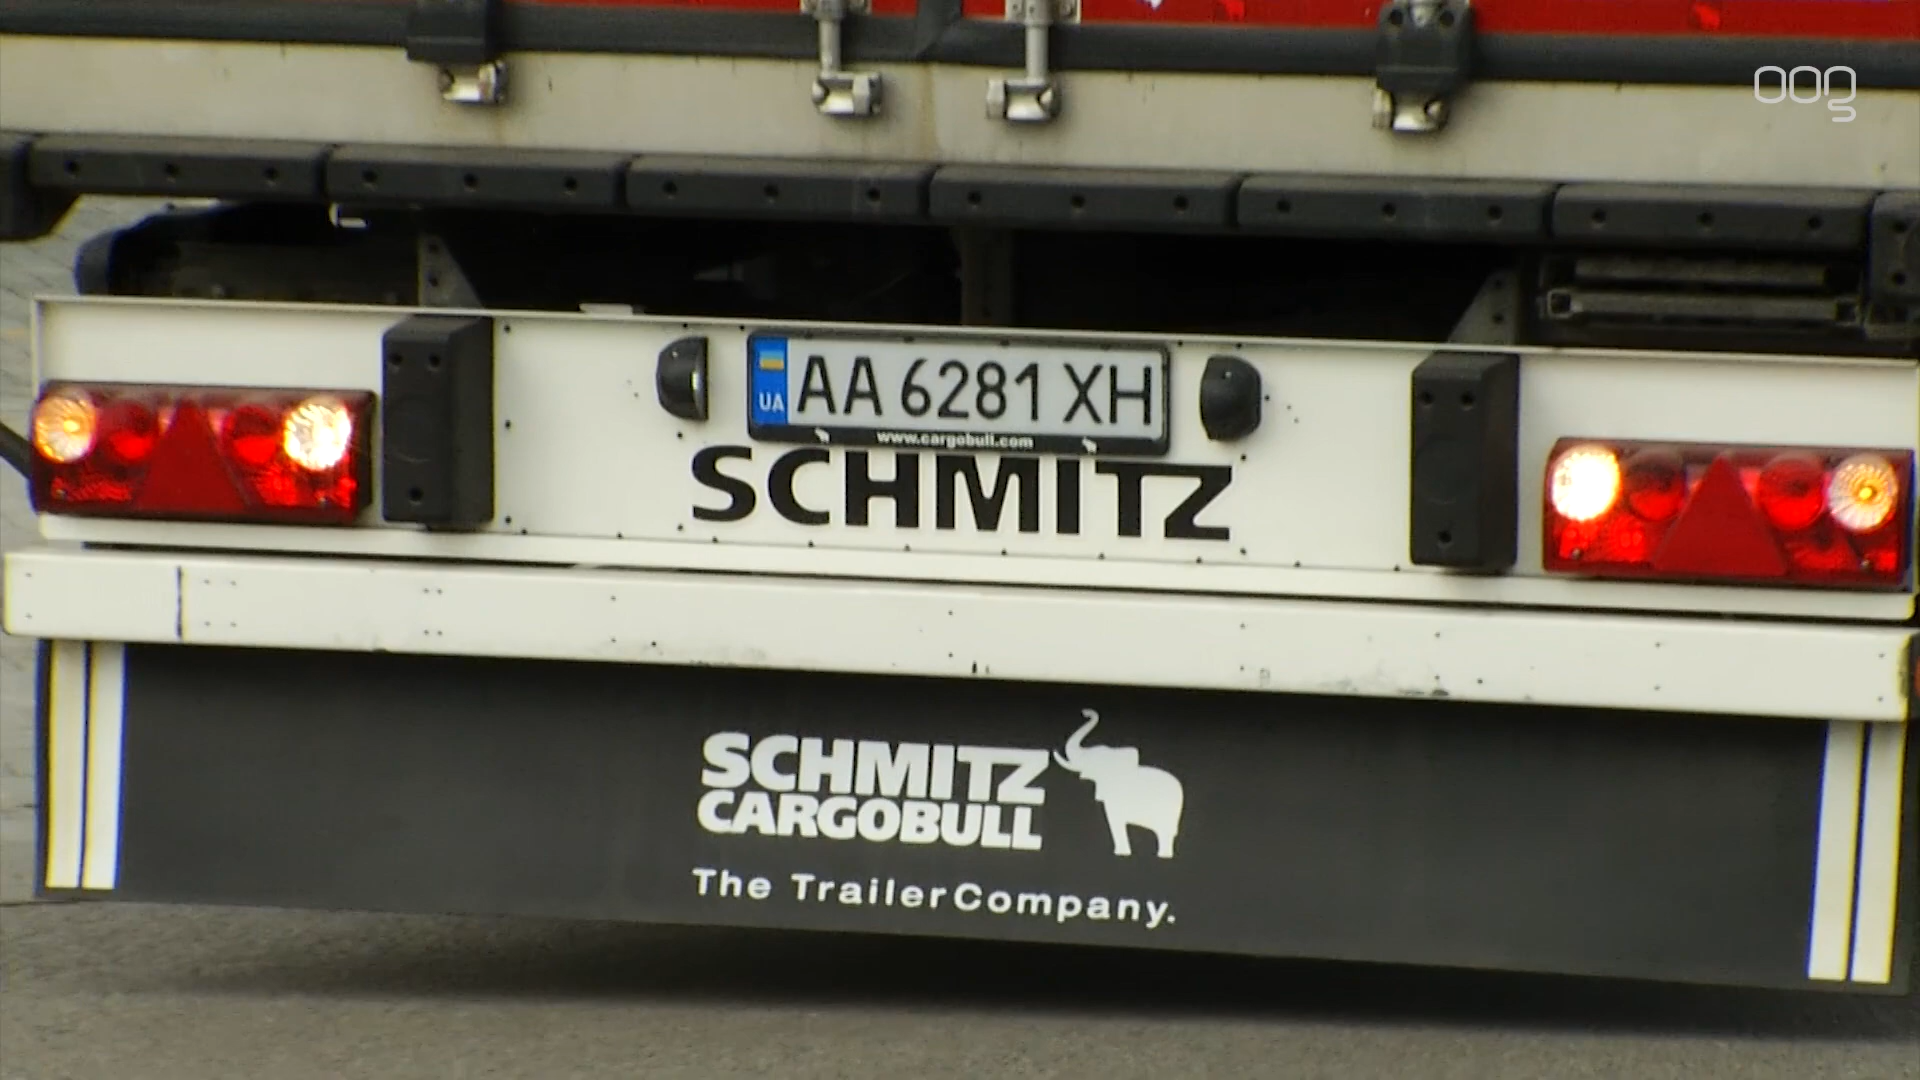 oog
UA AA 6281 XH
www.cargobull.com
SCHMITZ
SCHMITZ
CARGOBULL
The TrailerCompany.